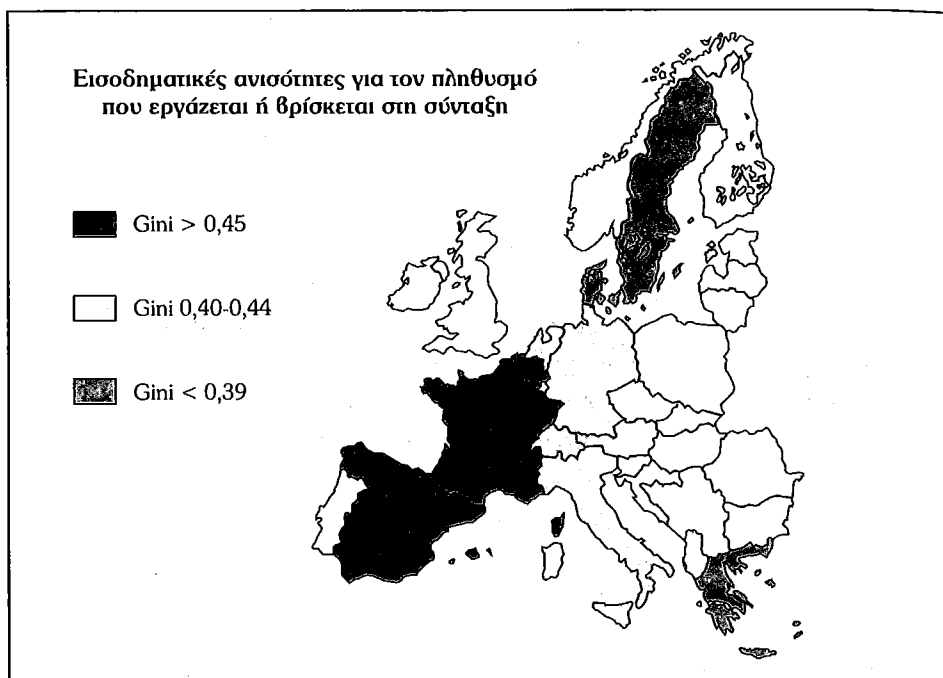 Εισοδηματικές ανισότητες για τον πληθυσμό
που εργάζεται ή βρίσκεται στη σύνταξη
Gini > 0,45
Gini 0,40-0,44
Gini < 0,39